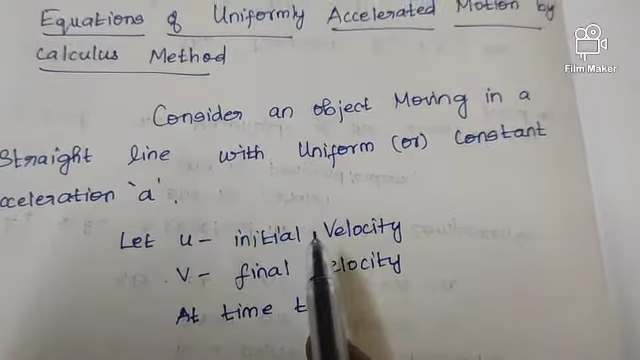 Equations of Uniformly Accelerated Motion by
Calculus Method
Film Maker
Consider an object Moving in a
Straight line with Uniform (or) Constant
acceleration 'a'.
Let u - initial Velocity
V - final Velocity
At time t